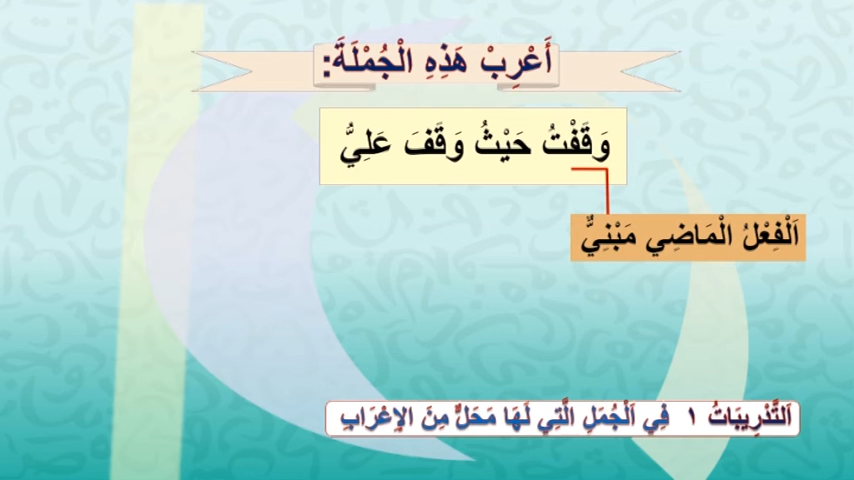 أَعْرِبْ هَذِهِ الْجُمْلَةَ:
وَقَفْتُ حَيْثُ وَقَفَ عَلِيُّ
اَلْفِعْلُ الْمَاضِي مَبْنِيٌّ
اَلتَّدْرِيبَاتُ ١ فِي اَلْجُمَلِ الَّتِي لَهَا مَحَلٌّ مِنَ الإِعْرَابِ